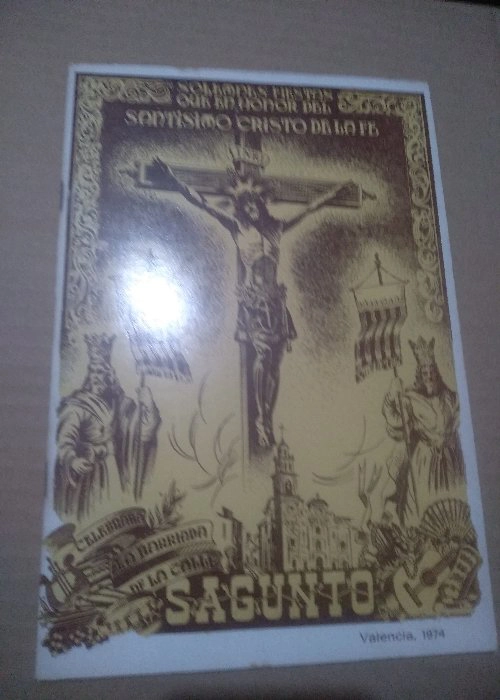 SOLEMNES FIESTAS
QUE EN HONOR DEL
SANTISIMO CRISTO DE LA FE
CELEBRARA
LA BARRIADA
DE LA CALLE
SAGUNTO
Valencia, 1974